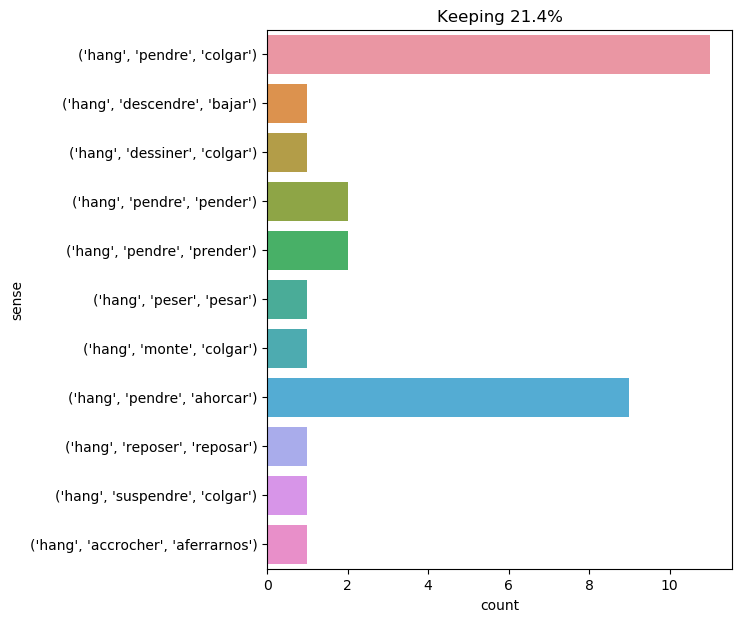 Keeping 21.4%
('hang', 'pendre', 'colgar')
('hang', 'descendre', 'bajar')
('hang', 'dessiner', 'colgar')
('hang', 'pendre', 'pender')
('hang', 'pendre', 'prender')
('hang', 'peser', 'pesar')
('hang', 'monte', 'colgar')
('hang', 'pendre', 'ahorcar')
('hang', 'reposer', 'reposar')
('hang', 'suspendre', 'colgar')
('hang', 'accrocher', 'aferrarnos')
sense
0 2 4 6 8 10
count